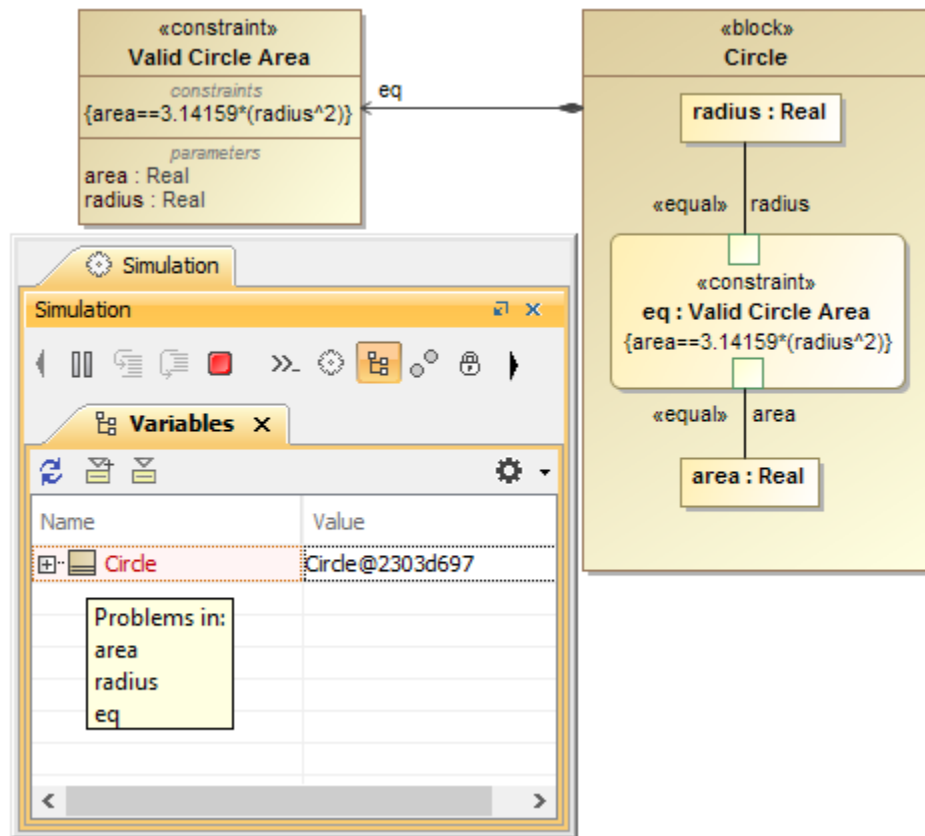 «constraint»
Valid Circle Area
constraints
{area==3.14159*(radius^2)}
parameters
area : Real
radius : Real
eq
«block»
Circle
radius : Real
«equal» radius
«constraint»
eq : Valid Circle Area
{area==3.14159*(radius^2)}
«equal» area
area : Real
Simulation
Simulation
Variables
Name Value
Circle Circle@2303d697
Problems in:
area
radius
eq